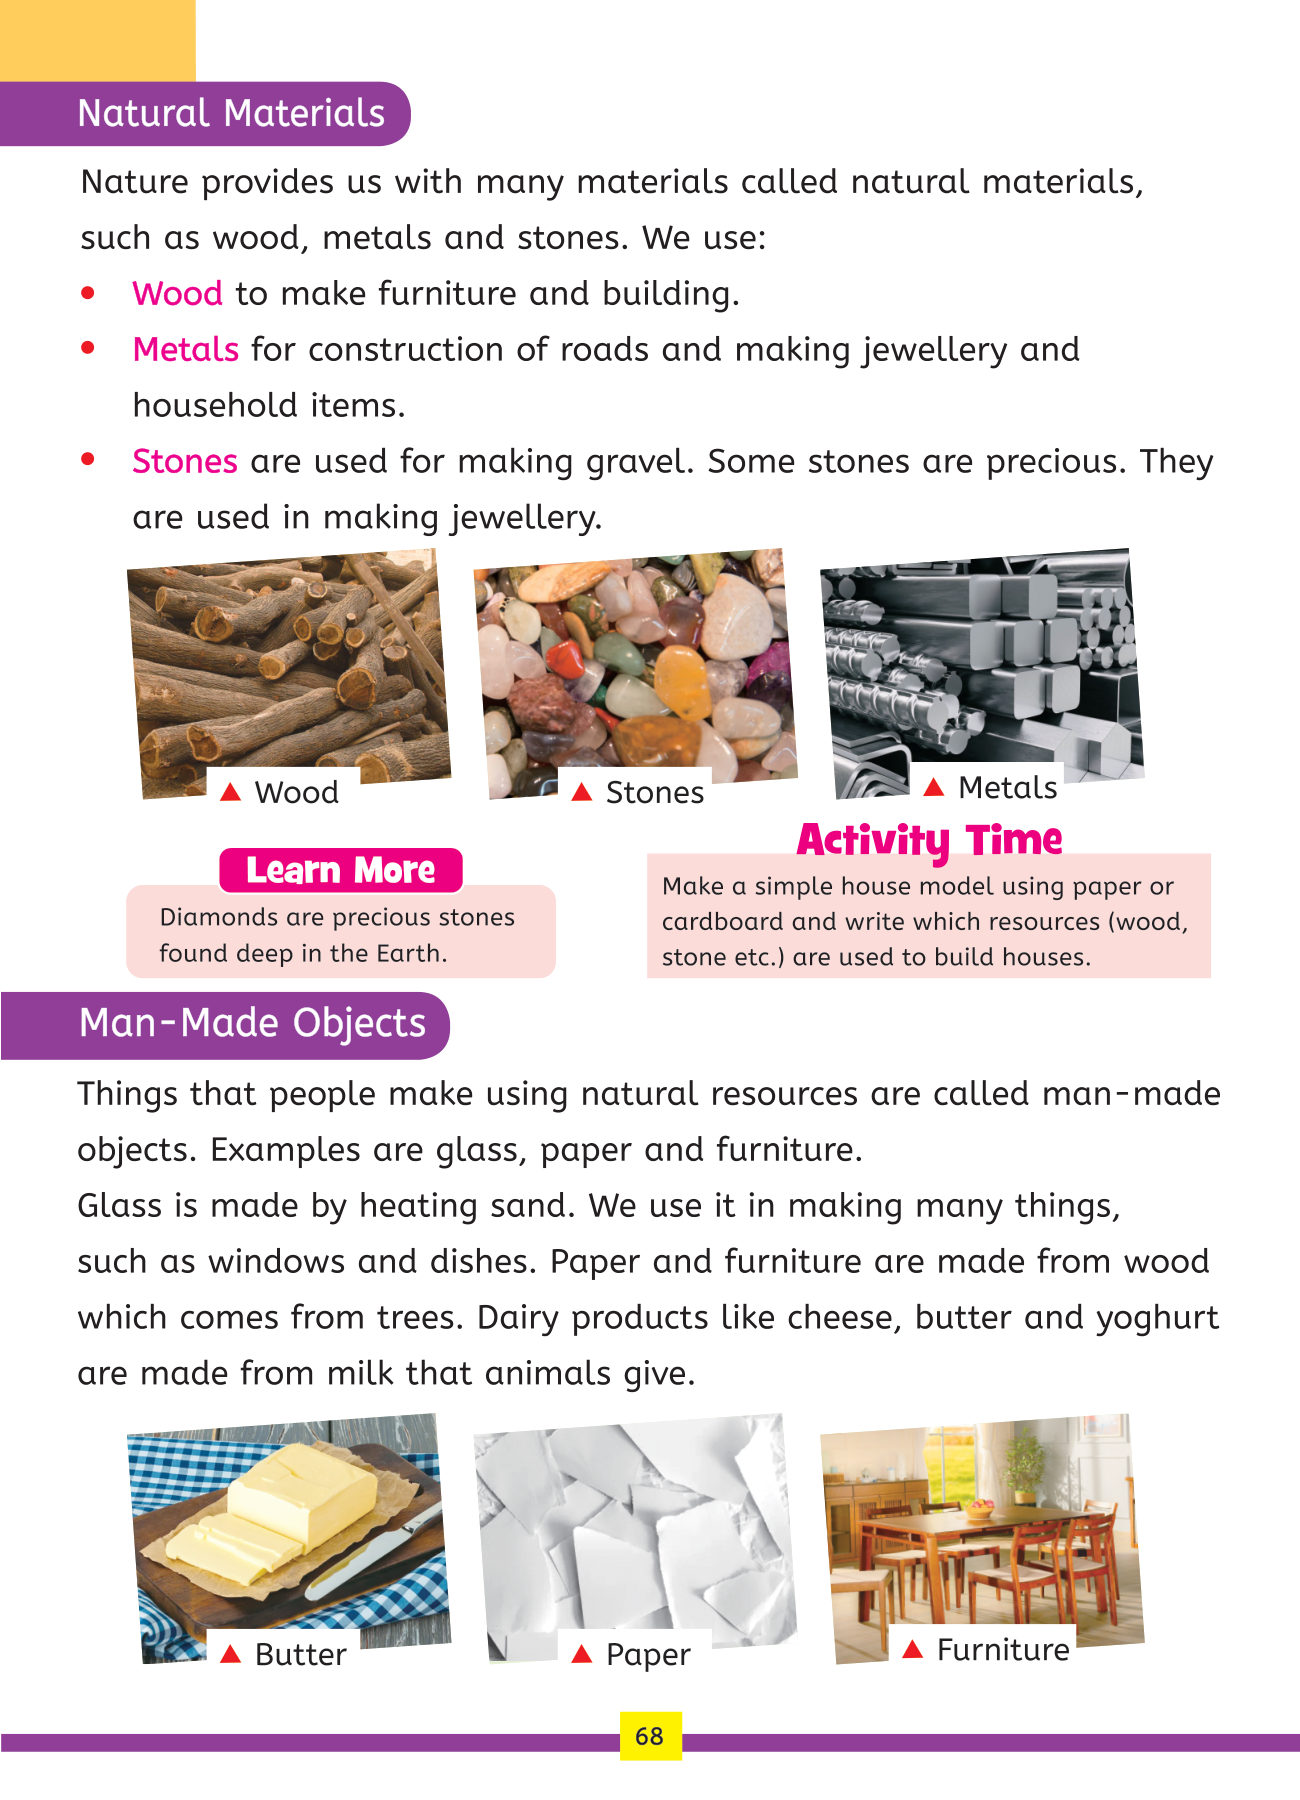 Natural Materials
Nature provides us with many materials called natural materials,
such as wood, metals and stones. We use:
• Wood to make furniture and building.
• Metals for construction of roads and making jewellery and
household items.
• Stones are used for making gravel. Some stones are precious. They
are used in making jewellery.
▲ Wood
▲ Stones
▲ Metals
Learn More
Diamonds are precious stones
found deep in the Earth.
Activity Time
Make a simple house model using paper or
cardboard and write which resources (wood,
stone etc.) are used to build houses.
Man-Made Objects
Things that people make using natural resources are called man-made
objects. Examples are glass, paper and furniture.
Glass is made by heating sand. We use it in making many things,
such as windows and dishes. Paper and furniture are made from wood
which comes from trees. Dairy products like cheese, butter and yoghurt
are made from milk that animals give.
▲ Butter
▲ Paper
▲ Furniture
68